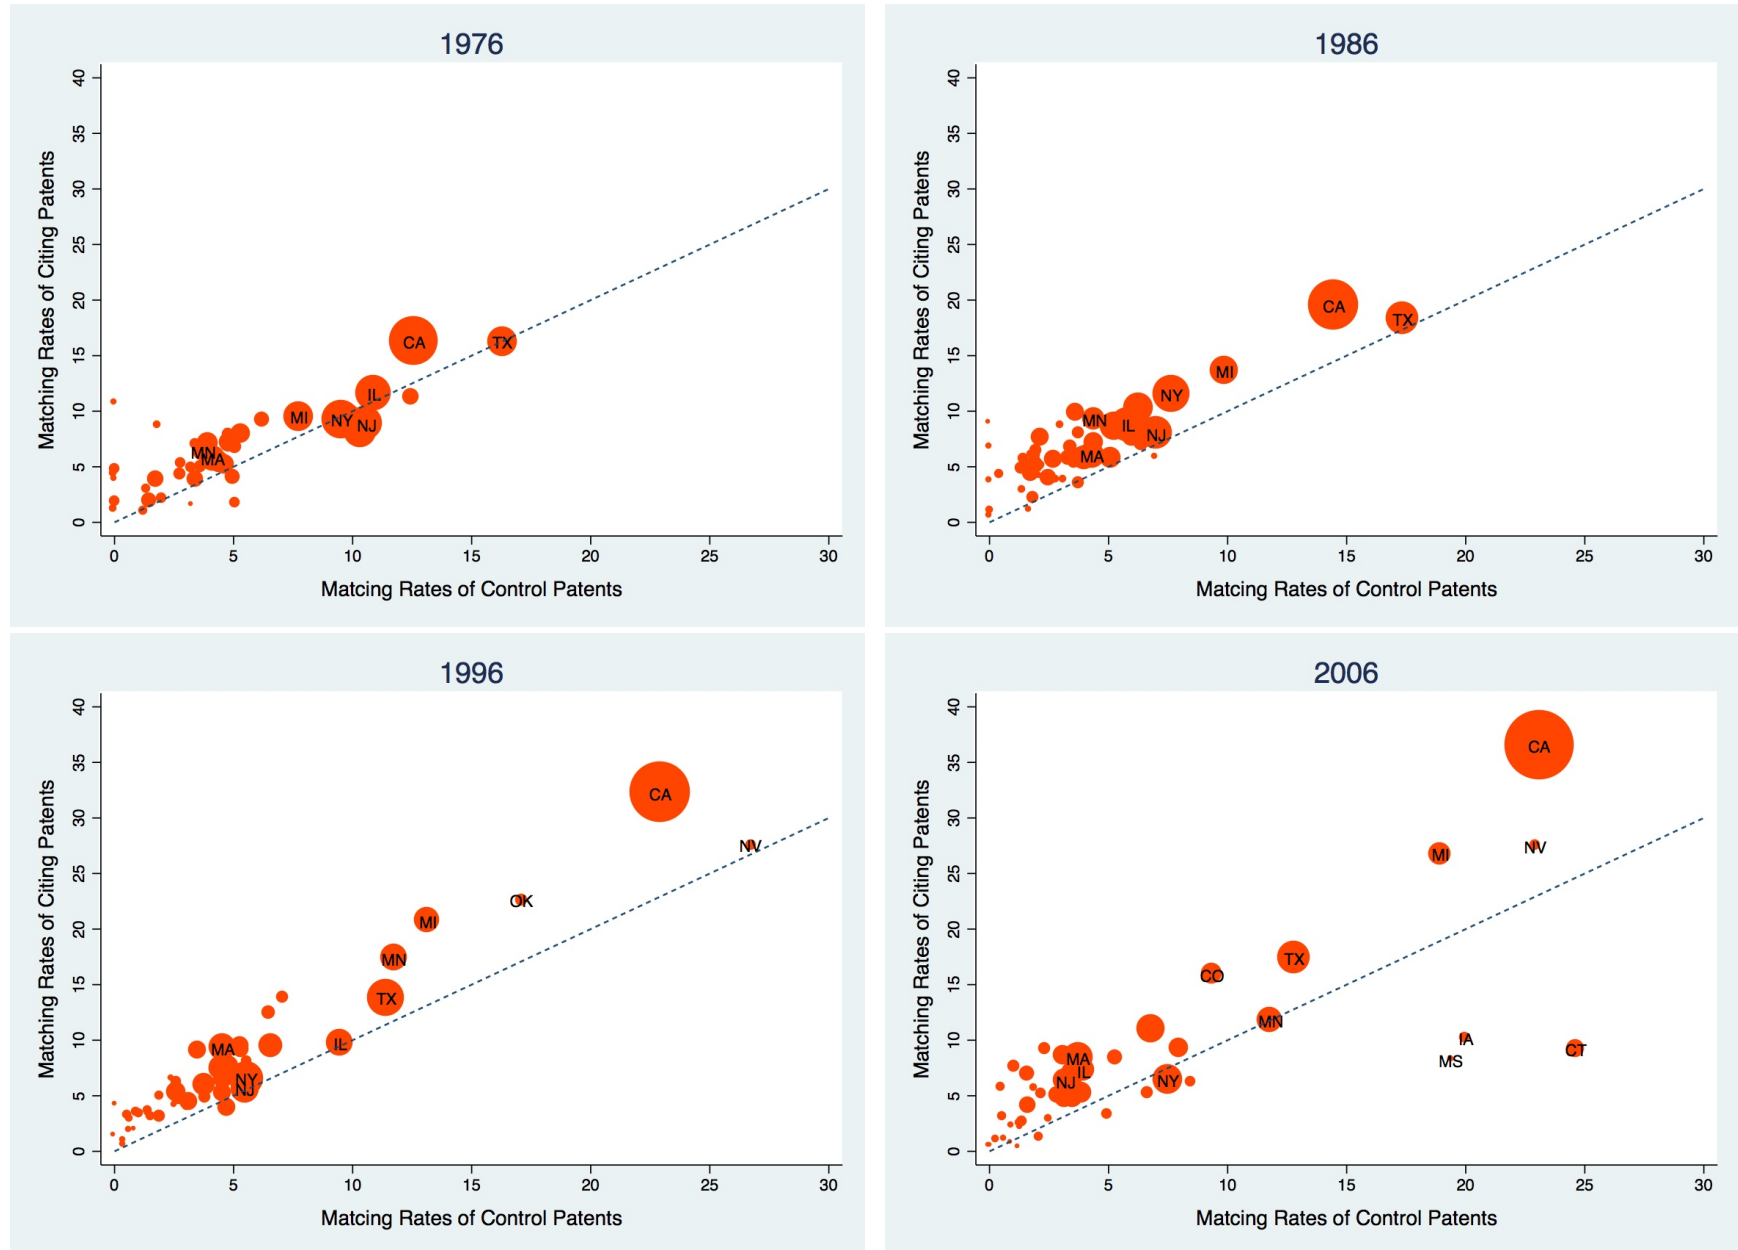 1976
40
35
30
25
20
15
10
5
0
Matching Rates of Citing Patents
CA
TX
IL
MI
NY
NJ
MN
MA
0 5 10 15 20 25 30
Matcing Rates of Control Patents
1986
40
35
30
25
20
15
10
5
0
Matching Rates of Citing Patents
CA
TX
MI
NY
MN
IL
NJ
MA
0 5 10 15 20 25 30
Matcing Rates of Control Patents
1996
40
35
30
25
20
15
10
5
0
Matching Rates of Citing Patents
CA
NV
OK
MI
MN
TX
IL
MA
NY
NJ
0 5 10 15 20 25 30
Matcing Rates of Control Patents
2006
40
35
30
25
20
15
10
5
0
Matching Rates of Citing Patents
CA
MI
NV
TX
CO
MN
IA
CT
MS
MA
IL
NJ
NY
0 5 10 15 20 25 30
Matcing Rates of Control Patents